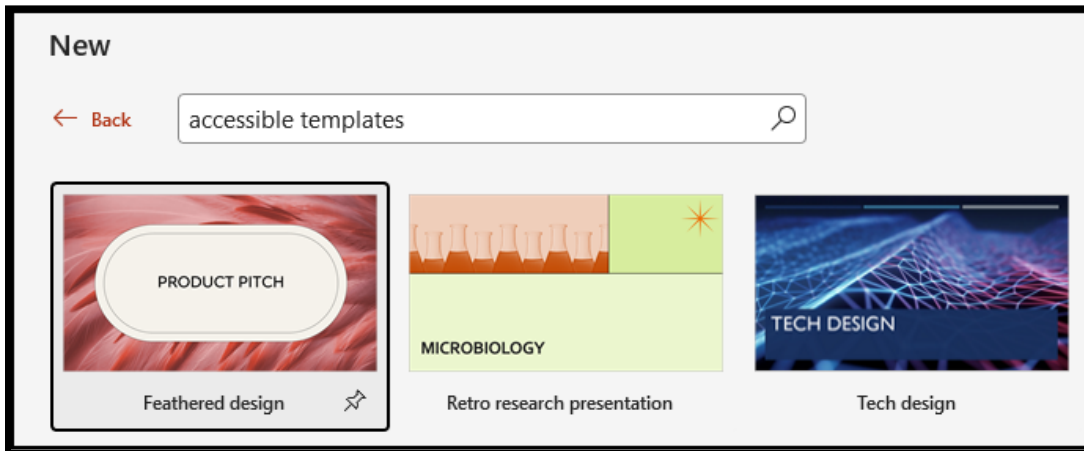 New
Back
accessible templates
PRODUCT PITCH
MICROBIOLOGY
TECH DESIGN
Feathered design
Retro research presentation
Tech design